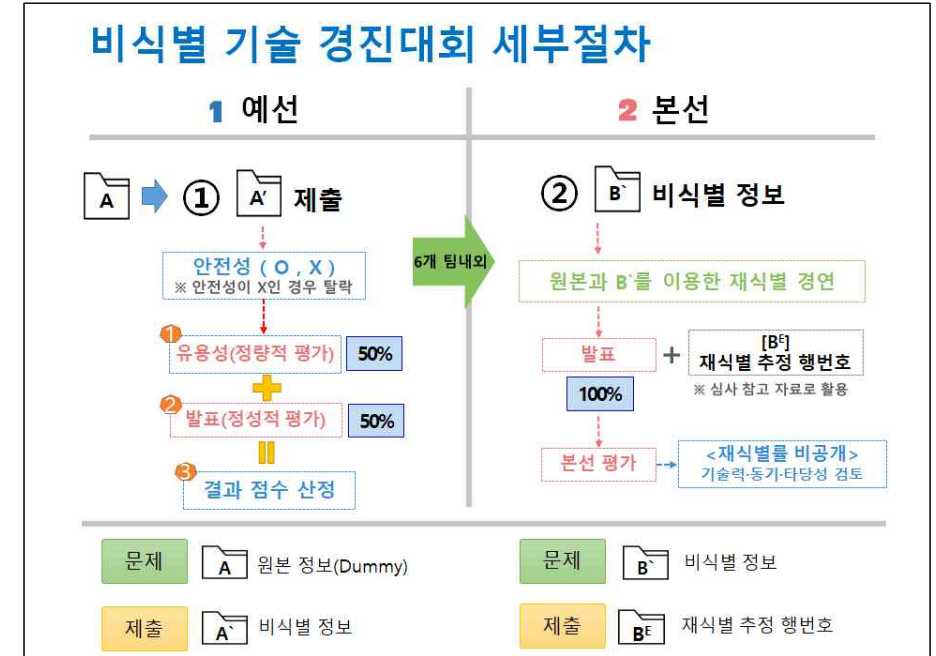 비식별 기술 경진대회 세부절차
1 예선
A
① A' 제출
안전성 ( O , X )
※ 안전성이 X인 경우 탈락
1
유용성(정량적 평가) 50%
2
발표(정성적 평가) 50%
3
결과 점수 산정
6개 팀내외
2 본선
② B` 비식별 정보
원본과 B`를 이용한 재식별 경연
발표
100%
[Bᴱ]
재식별 추정 행번호
※ 심사 참고 자료로 활용
본선 평가
<재식별률 비공개>
기술력·동기·타당성 검토
문제 A 원본 정보(Dummy)
제출 A` 비식별 정보
문제 B` 비식별 정보
제출 Bᴱ 재식별 추정 행번호